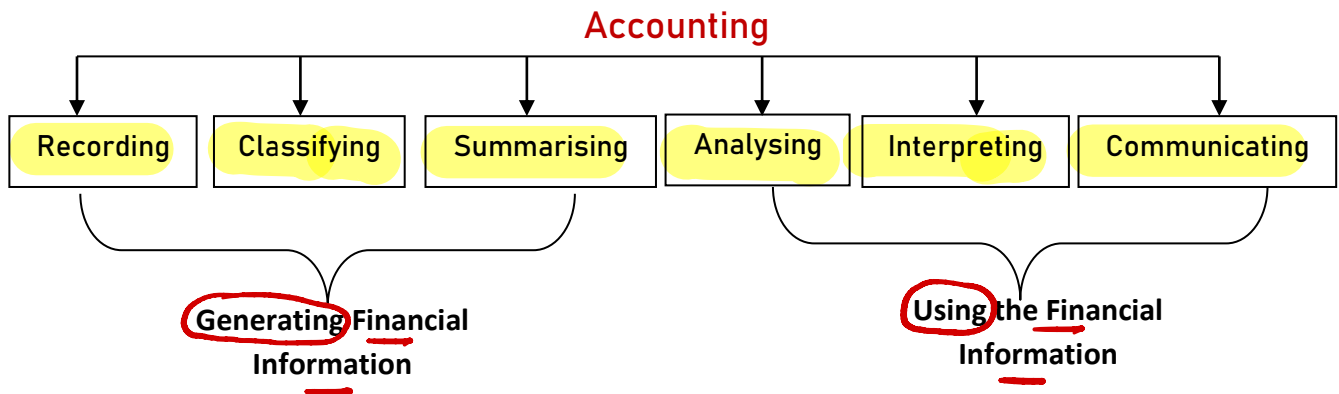 Accounting
Recording
Classifying
Summarising
Analysing
Interpreting
Communicating
Generating Financial
Information
Using the Financial
Information